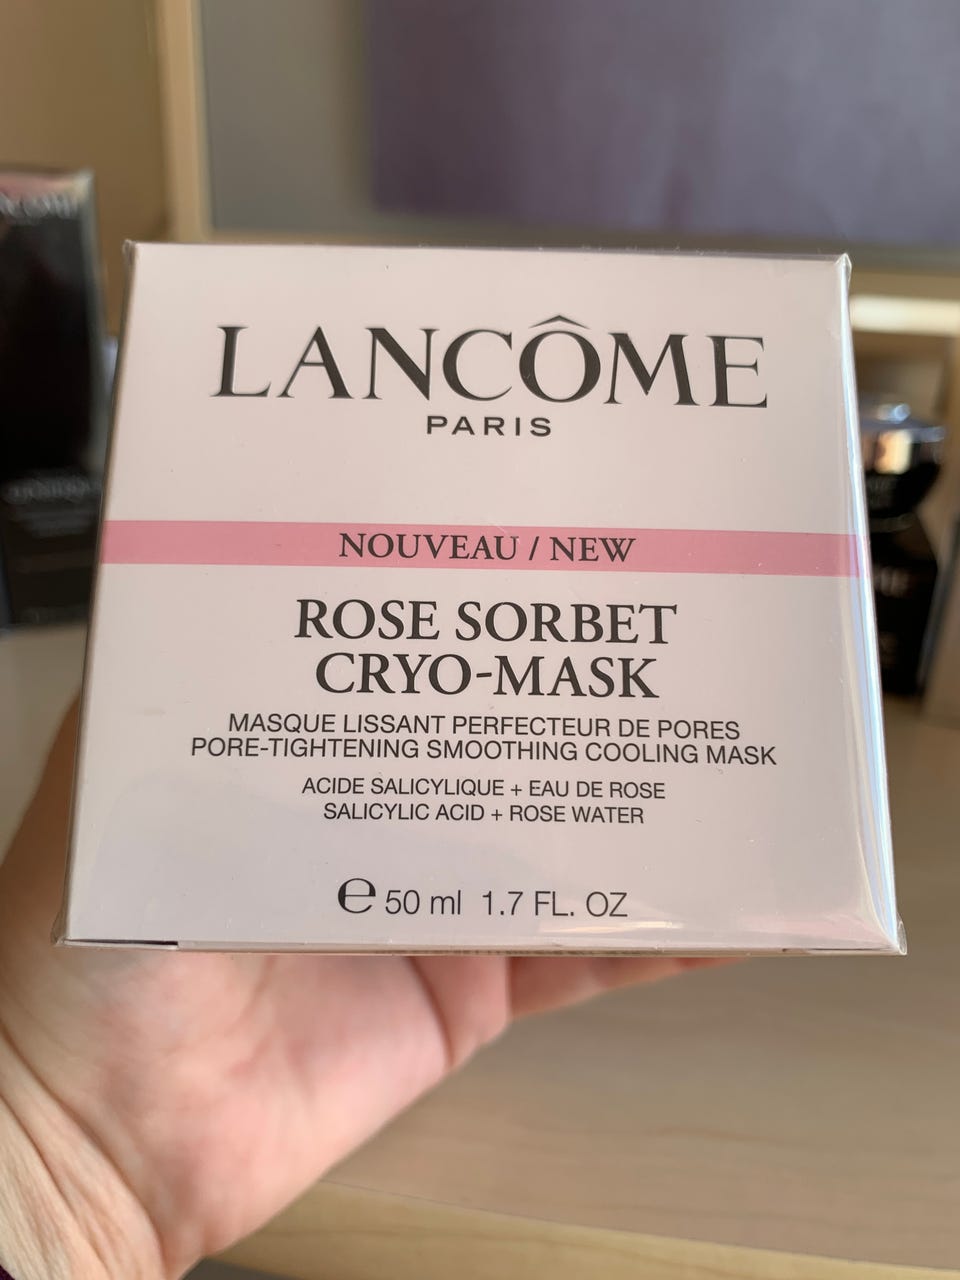 LANCÔME
PARIS
NOUVEAU / NEW
ROSE SORBET
CRYO-MASK
MASQUE LISSANT PERFECTEUR DE PORES
PORE-TIGHTENING SMOOTHING COOLING MASK
ACIDE SALICYLIQUE + EAU DE ROSE
SALICYLIC ACID + ROSE WATER
℮ 50 ml 1.7 FL. OZ